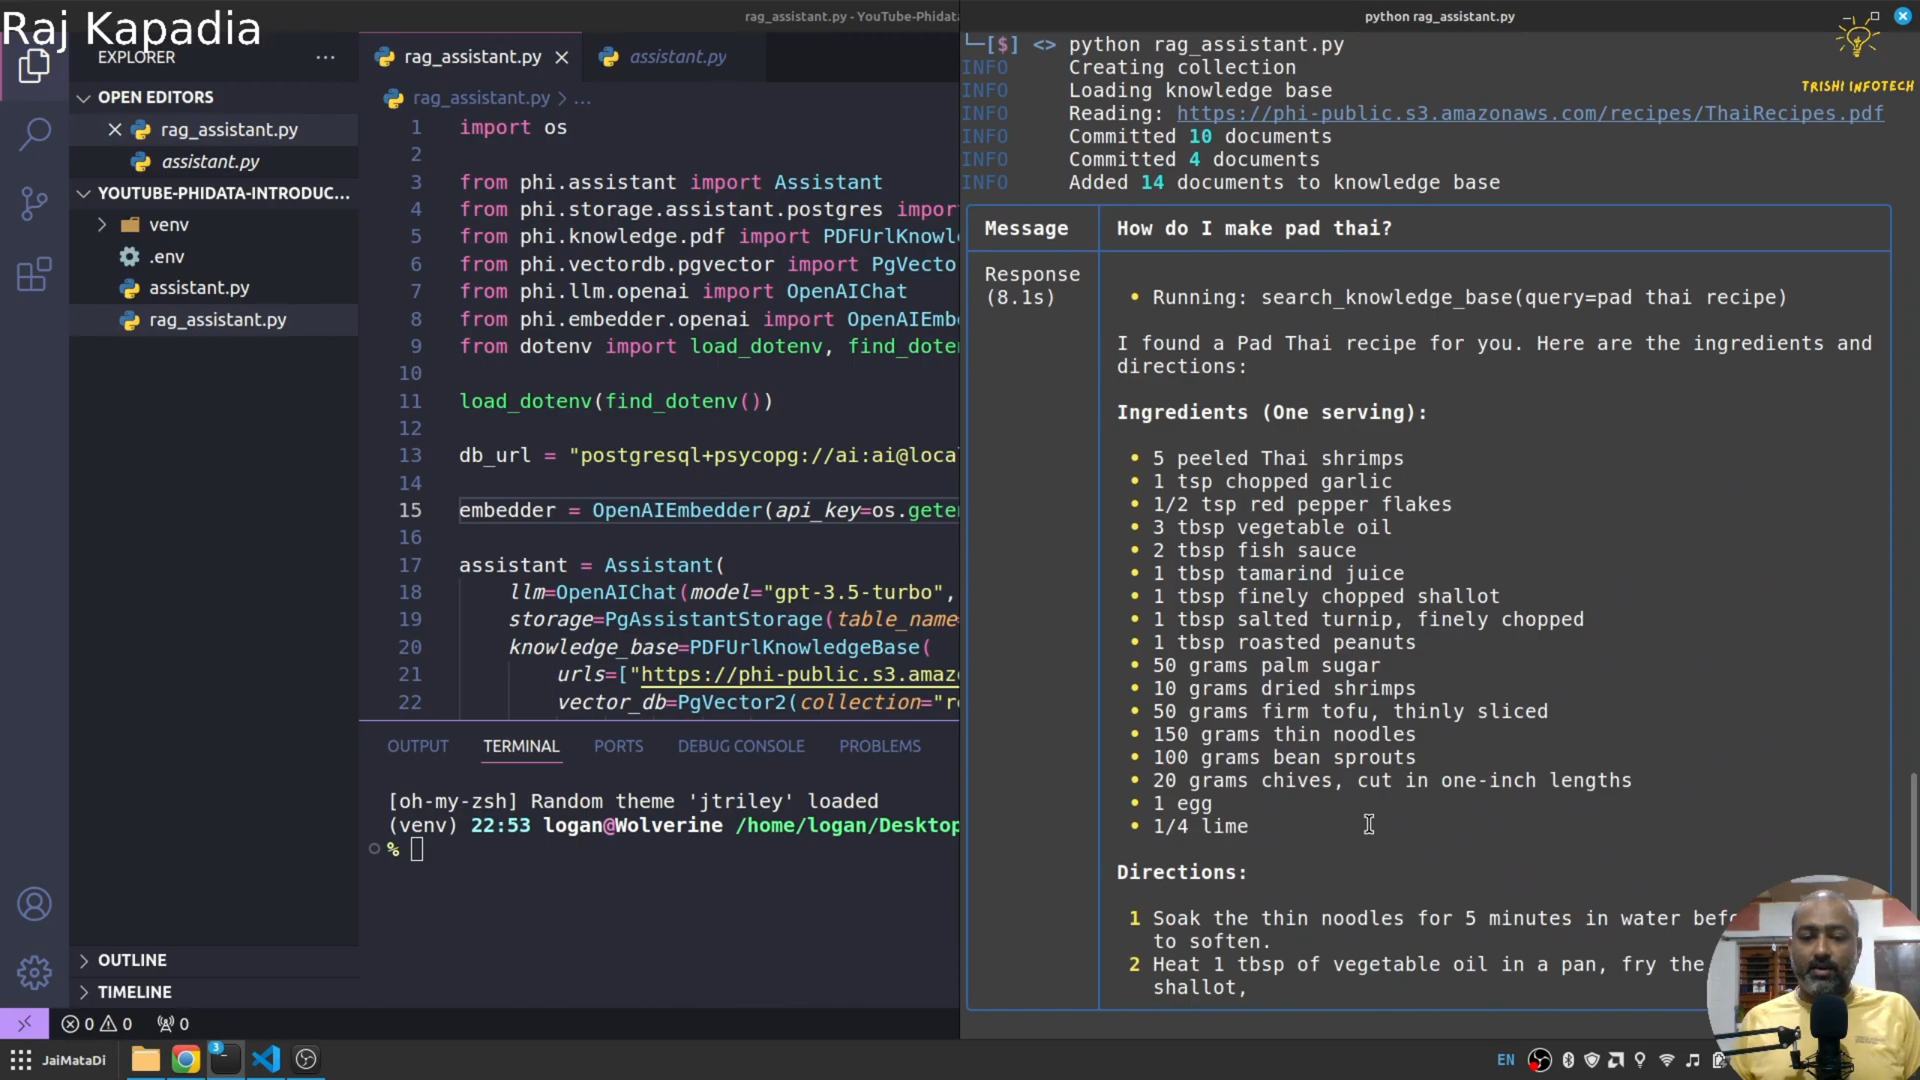 Raj Kapadia
rag_assistant.py - YouTube-Phidata
python rag_assistant.py
TRISHI INFOTECH
EXPLORER
OPEN EDITORS
rag_assistant.py
assistant.py
YOUTUBE-PHIDATA-INTRODUC...
venv
.env
assistant.py
rag_assistant.py
OUTLINE
TIMELINE
rag_assistant.py
assistant.py
rag_assistant.py > ...
1 import os
2
3 from phi.assistant import Assistant
4 from phi.storage.assistant.postgres impor
5 from phi.knowledge.pdf import PDFUrlKnowl
6 from phi.vectordb.pgvector import PgVecto
7 from phi.llm.openai import OpenAIChat
8 from phi.embedder.openai import OpenAIEmb
9 from dotenv import load_dotenv, find_dote
10
11 load_dotenv(find_dotenv())
12
13 db_url = "postgresql+psycopg://ai:ai@loca
14
15 embedder = OpenAIEmbedder(api_key=os.gete
16
17 assistant = Assistant(
18 llm=OpenAIChat(model="gpt-3.5-turbo",
19 storage=PgAssistantStorage(table_name=
20 knowledge_base=PDFUrlKnowledgeBase(
21 urls=["https://phi-public.s3.amaz
22 vector_db=PgVector2(collection="re
OUTPUT TERMINAL PORTS DEBUG CONSOLE PROBLEMS
[oh-my-zsh] Random theme 'jtriley' loaded
(venv) 22:53 logan@Wolverine /home/logan/Desktop
%
[$] <> python rag_assistant.py
INFO Creating collection
INFO Loading knowledge base
INFO Reading: https://phi-public.s3.amazonaws.com/recipes/ThaiRecipes.pdf
INFO Committed 10 documents
INFO Committed 4 documents
INFO Added 14 documents to knowledge base
Message How do I make pad thai?
Response
(8.1s)
• Running: search_knowledge_base(query=pad thai recipe)
I found a Pad Thai recipe for you. Here are the ingredients and
directions:
Ingredients (One serving):
• 5 peeled Thai shrimps
• 1 tsp chopped garlic
• 1/2 tsp red pepper flakes
• 3 tbsp vegetable oil
• 2 tbsp fish sauce
• 1 tbsp tamarind juice
• 1 tbsp finely chopped shallot
• 1 tbsp salted turnip, finely chopped
• 1 tbsp roasted peanuts
• 50 grams palm sugar
• 10 grams dried shrimps
• 50 grams firm tofu, thinly sliced
• 150 grams thin noodles
• 100 grams bean sprouts
• 20 grams chives, cut in one-inch lengths
• 1 egg
• 1/4 lime
Directions:
1 Soak the thin noodles for 5 minutes in water bef
to soften.
2 Heat 1 tbsp of vegetable oil in a pan, fry the
shallot,
0 0 0
JaiMataDi
3
EN